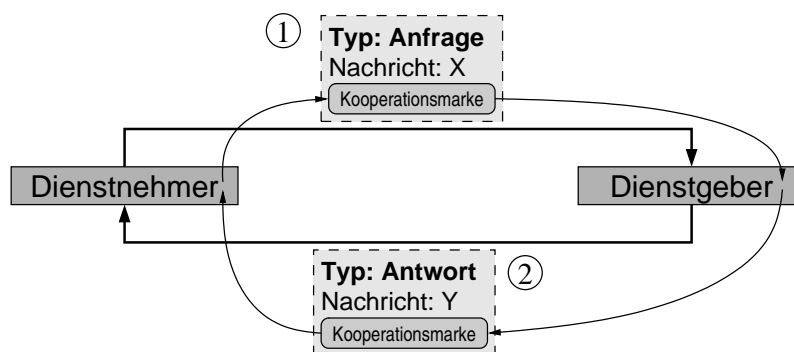 1
Typ: Anfrage
Nachricht: X
Kooperationsmarke
Dienstnehmer
Dienstgeber
Typ: Antwort
2
Nachricht: Y
Kooperationsmarke